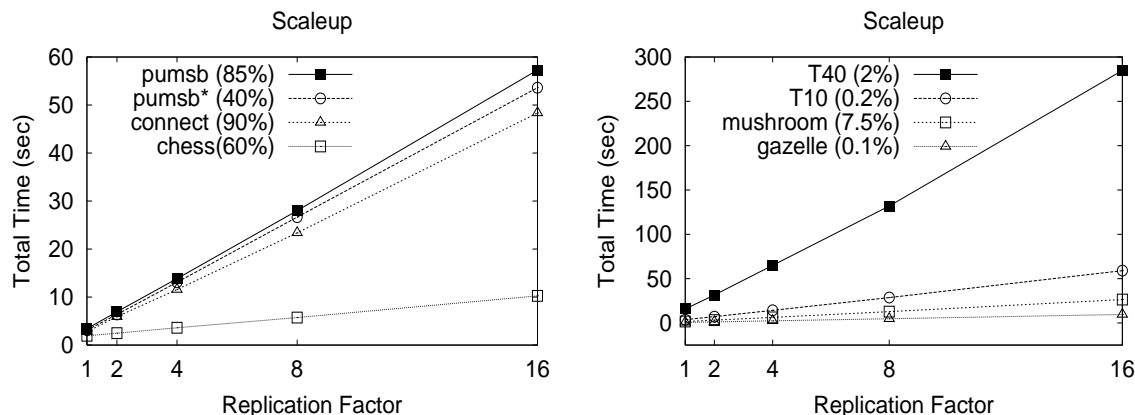 Scaleup
60
50
40
30
20
10
0
Total Time (sec)
pumsb (85%)
pumsb* (40%)
connect (90%)
chess(60%)
1 2 4 8 16
Replication Factor
Scaleup
300
250
200
150
100
50
0
Total Time (sec)
T40 (2%)
T10 (0.2%)
mushroom (7.5%)
gazelle (0.1%)
1 2 4 8 16
Replication Factor